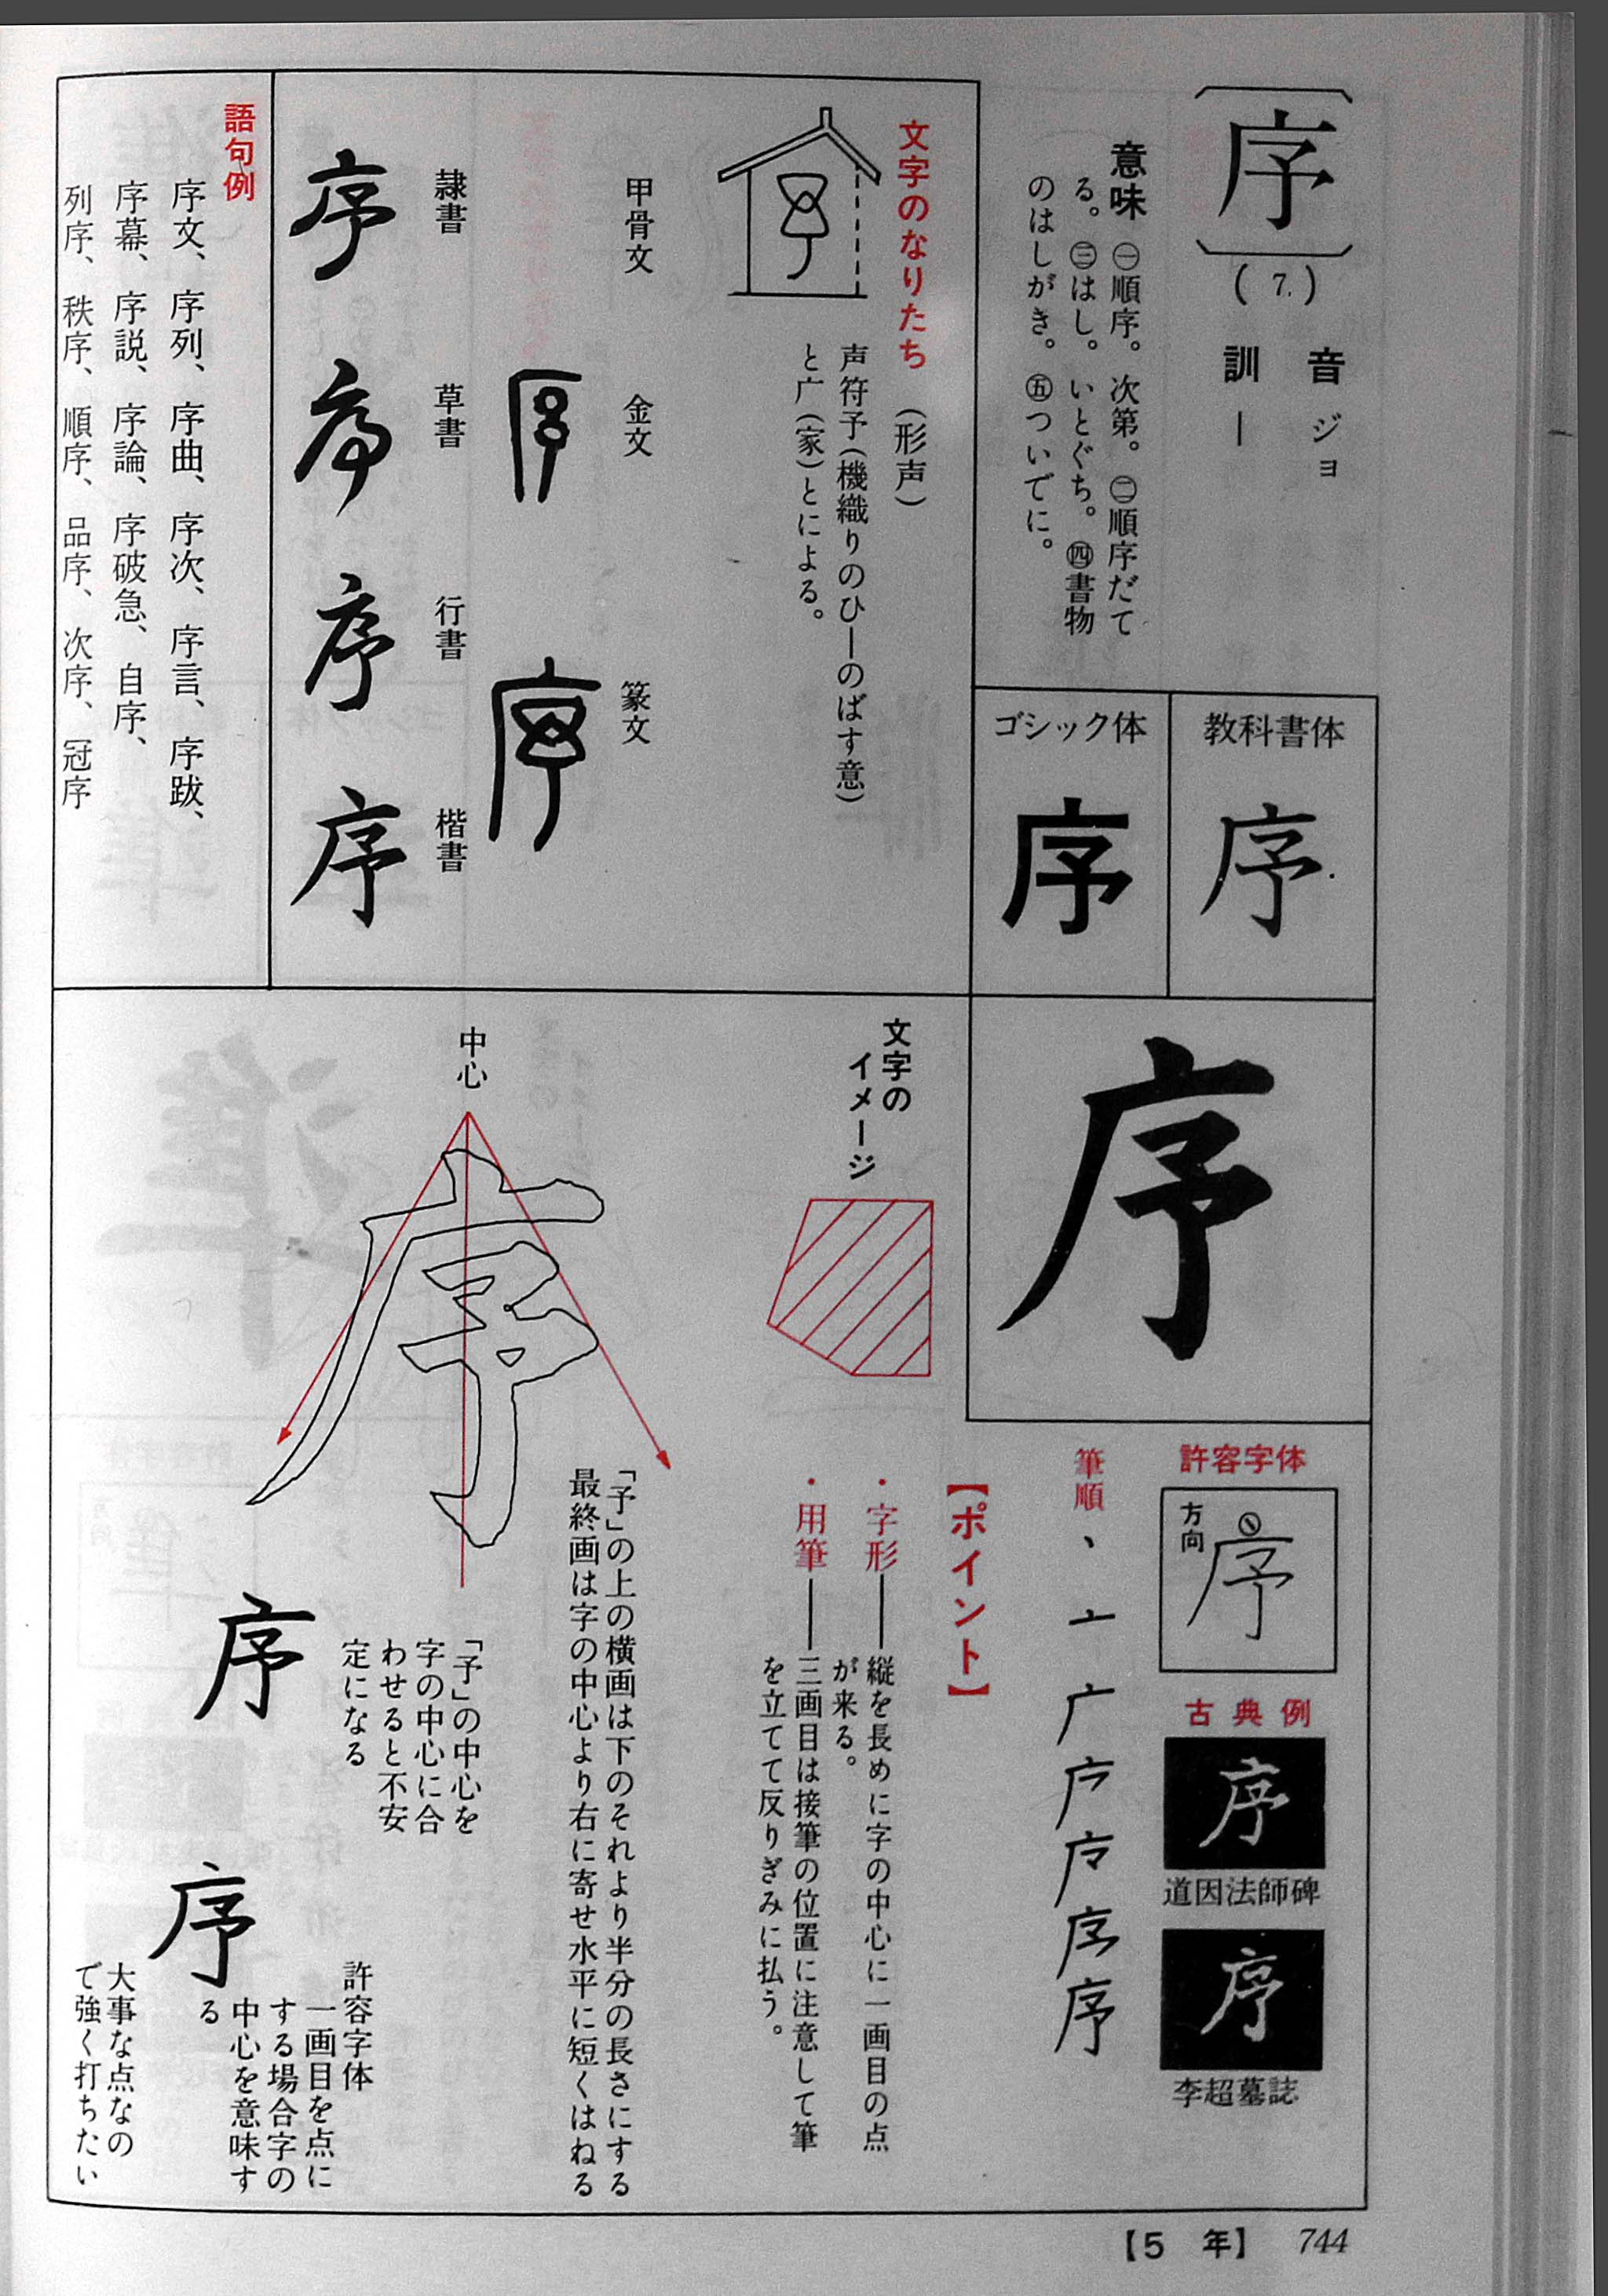 序
(7)
音 ジョ
訓 ー
意味 ㊀順序。次第。㊁順序だて
る。㊂はし。いとぐち。㊃書物
のはしがき。㊄ついでに。
教科書体
序
ゴシック体
序
文字のなりたち (形声)
声符予(機織りのひ―のばす意)
と广(家)とによる。
甲骨文
金文
篆文
隷書
草書
行書
楷書
序
序
序
序
序
序
語句例
序文、序列、序曲、序次、序言、序跋、
序幕、序説、序論、序破急、自序、
列序、秩序、順序、品序、次序、冠序
序
許容字体
方向
序
古典例
序
道因法師碑
序
李超墓誌
筆順
序
【ポイント】
・字形―縦を長めに字の中心に一画目の点
が来る。
・用筆―三画目は接筆の位置に注意して筆
を立てて反りぎみに払う。
文字の
イメージ
中心
序
「予」の上の横画は下のそれより半分の長さにする
最終画は字の中心より右に寄せ水平に短くはねる
「予」の中心を
字の中心に合
わせると不安
定になる
序
許容字体
一画目を点に
する場合字の
中心を意味す
る
序
大事な点なの
で強く打ちたい
【5 年】 744